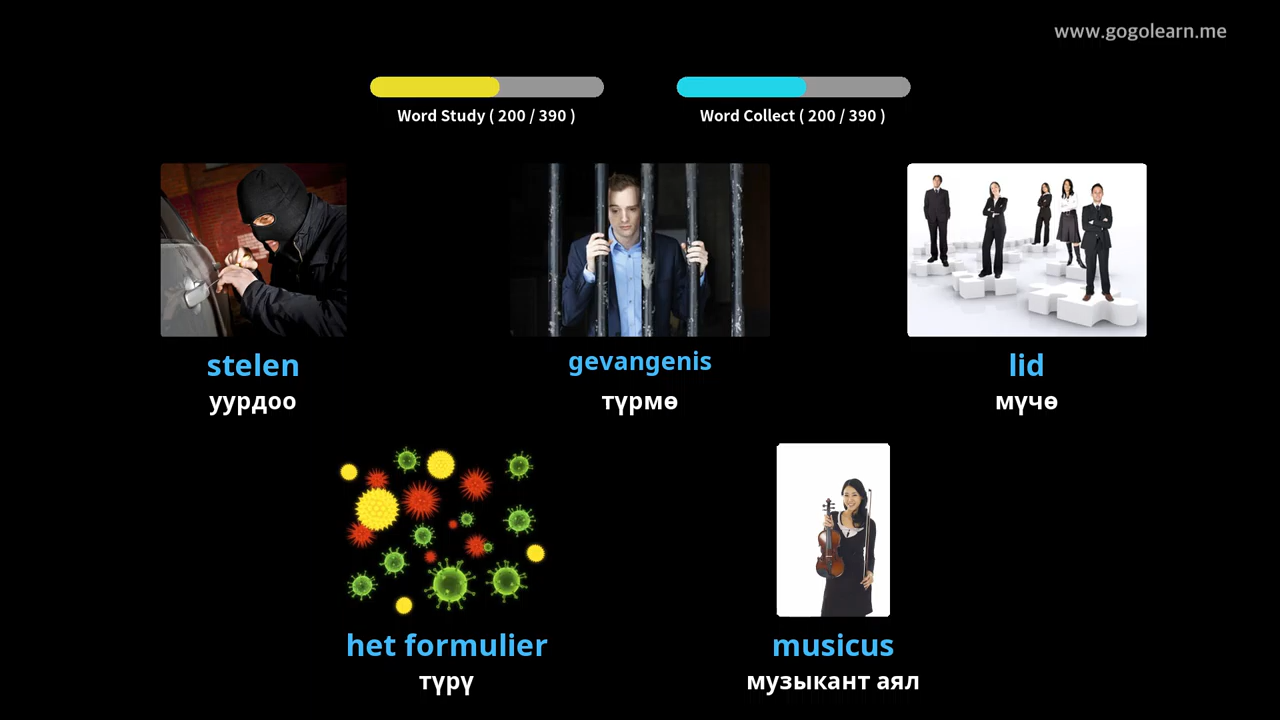 www.gogolearn.me
Word Study ( 200 / 390 )
Word Collect ( 200 / 390 )
stelen
уурдоо
gevangenis
түрмө
lid
мүчө
het formulier
түрү
musicus
музыкант аял